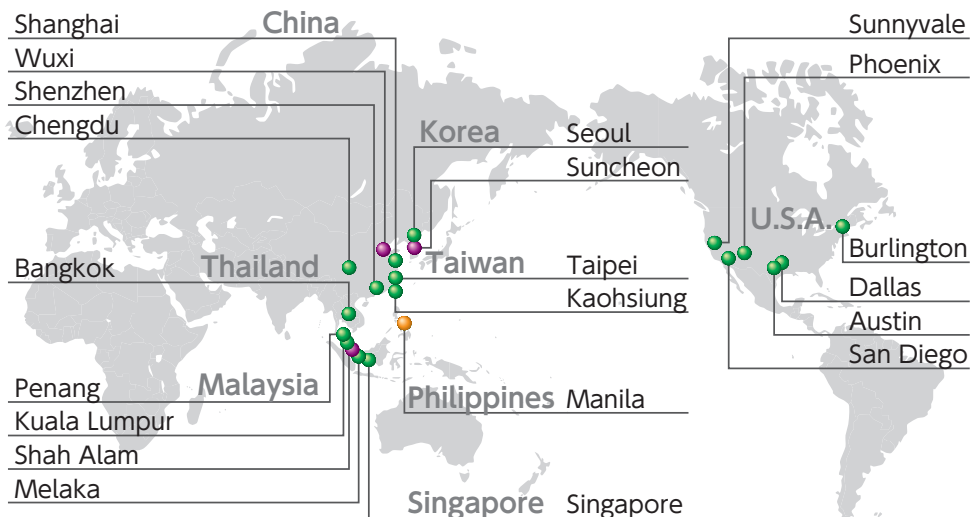 China
Shanghai
Wuxi
Shenzhen
Chengdu
Thailand
Bangkok
Malaysia
Penang
Kuala Lumpur
Shah Alam
Melaka
Korea
Seoul
Suncheon
Taiwan
Taipei
Kaohsiung
Philippines
Manila
Singapore
Singapore
U.S.A.
Sunnyvale
Phoenix
Burlington
Dallas
Austin
San Diego